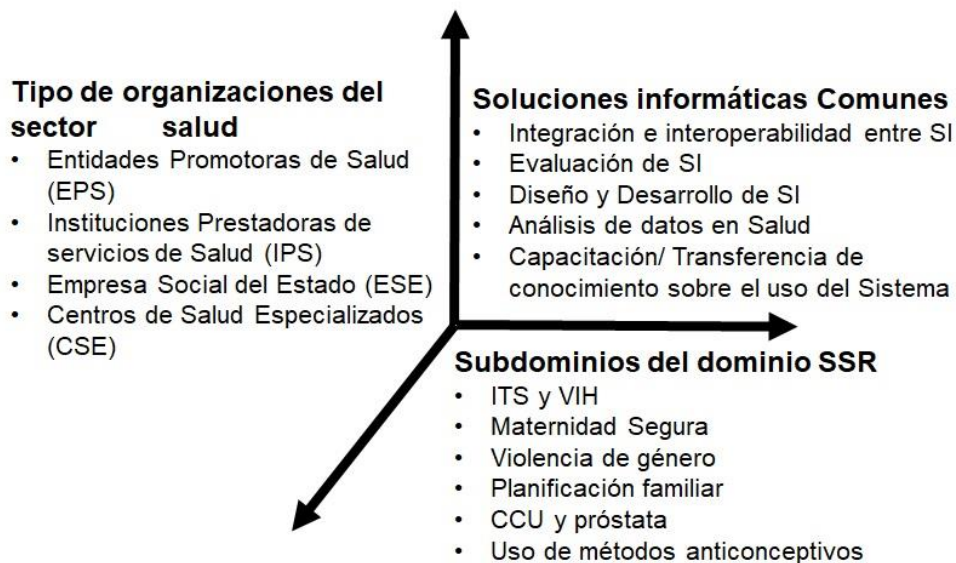 Tipo de organizaciones del
sector salud
• Entidades Promotoras de Salud
(EPS)
• Instituciones Prestadoras de
servicios de Salud (IPS)
• Empresa Social del Estado (ESE)
• Centros de Salud Especializados
(CSE)
Soluciones informáticas Comunes
• Integración e interoperabilidad entre SI
• Evaluación de SI
• Diseño y Desarrollo de SI
• Análisis de datos en Salud
• Capacitación/ Transferencia de
conocimiento sobre el uso del Sistema
Subdominios del dominio SSR
• ITS y VIH
• Maternidad Segura
• Violencia de género
• Planificación familiar
• CCU y próstata
• Uso de métodos anticonceptivos